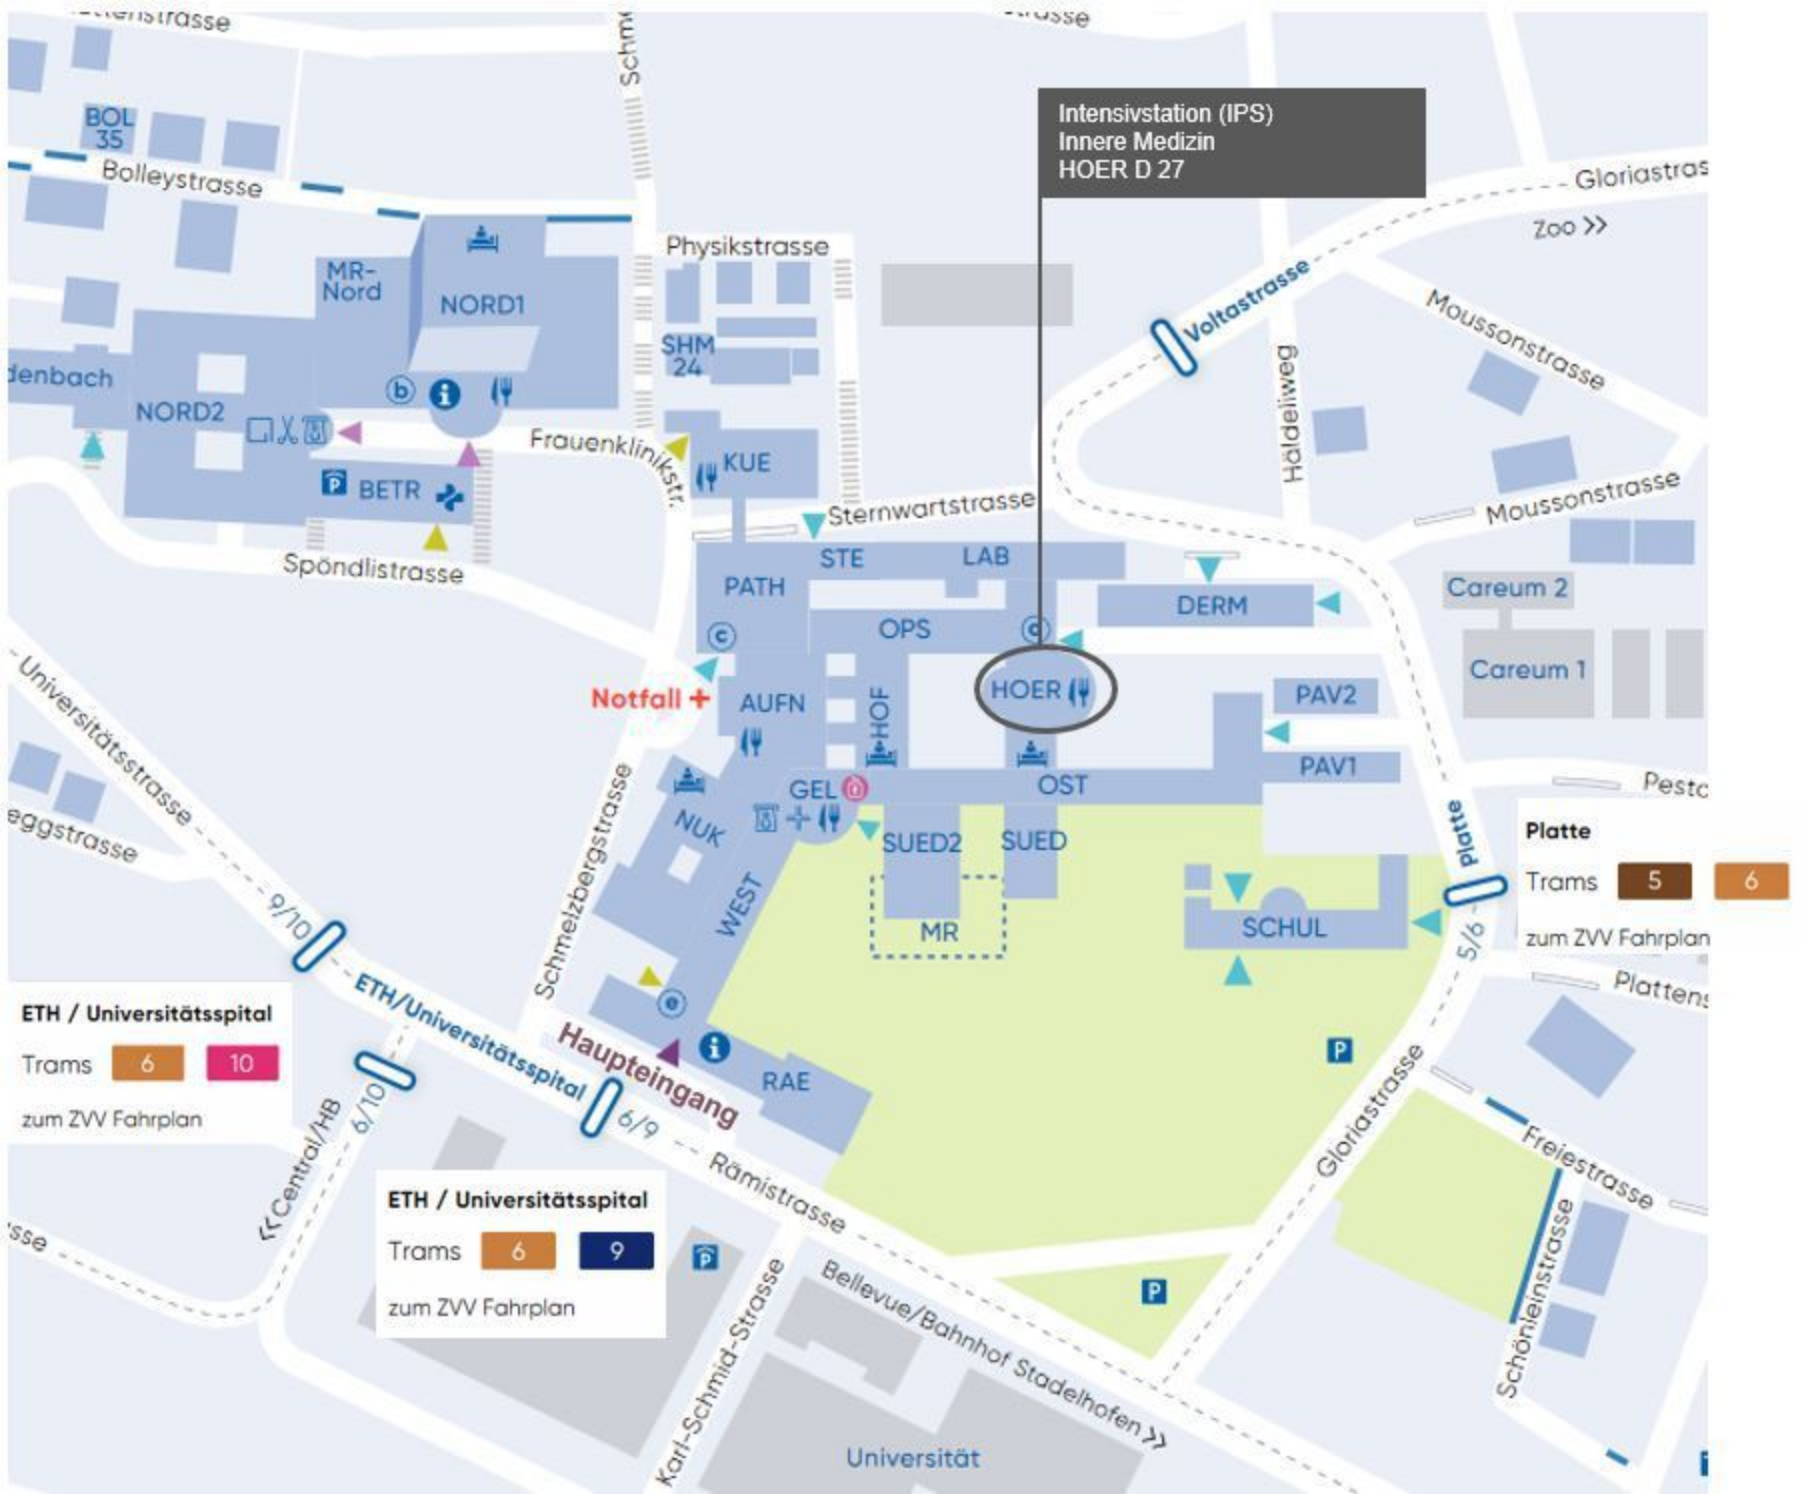 Intensivstation (IPS)
Innere Medizin
HOER D 27
BOL
35
Bolleystrasse
Physikstrasse
Gloriastras
Zoo >>
MR-
Nord
NORD1
Voltastrasse
Moussonstrasse
SHM
24
Häldeliweg
denbach
NORD2
b
i
Frauenklinikstr.
KUE
P
BETR
Sternwartstrasse
Moussonstrasse
Spöndlistrasse
STE
LAB
PATH
DERM
Careum 2
OPS
c
d
Careum 1
Universitätsstrasse
Notfall +
AUFN
HOF
HOER
PAV2
PAV1
GEL
OST
Pesta
NUK
SUED2
SUED
eggstrasse
Schmelzbergstrasse
WEST
MR
SCHUL
Platte
Platte
Trams 5 6
zum ZVV Fahrplan
5/6
9/10
Plattens
ETH/Universitätsspital
e
Haupteingang
i
RAE
P
ETH / Universitätsspital
Trams 6 10
zum ZVV Fahrplan
6/10
6/9
<<Central/HB
Rämistrasse
Gloriastrasse
Freiestrasse
Schönleinstrasse
ETH / Universitätsspital
Trams 6 9
zum ZVV Fahrplan
P
P
sse
Karl-Schmid-Strasse
Bellevue/Bahnhof Stadelhofen >>
Universität